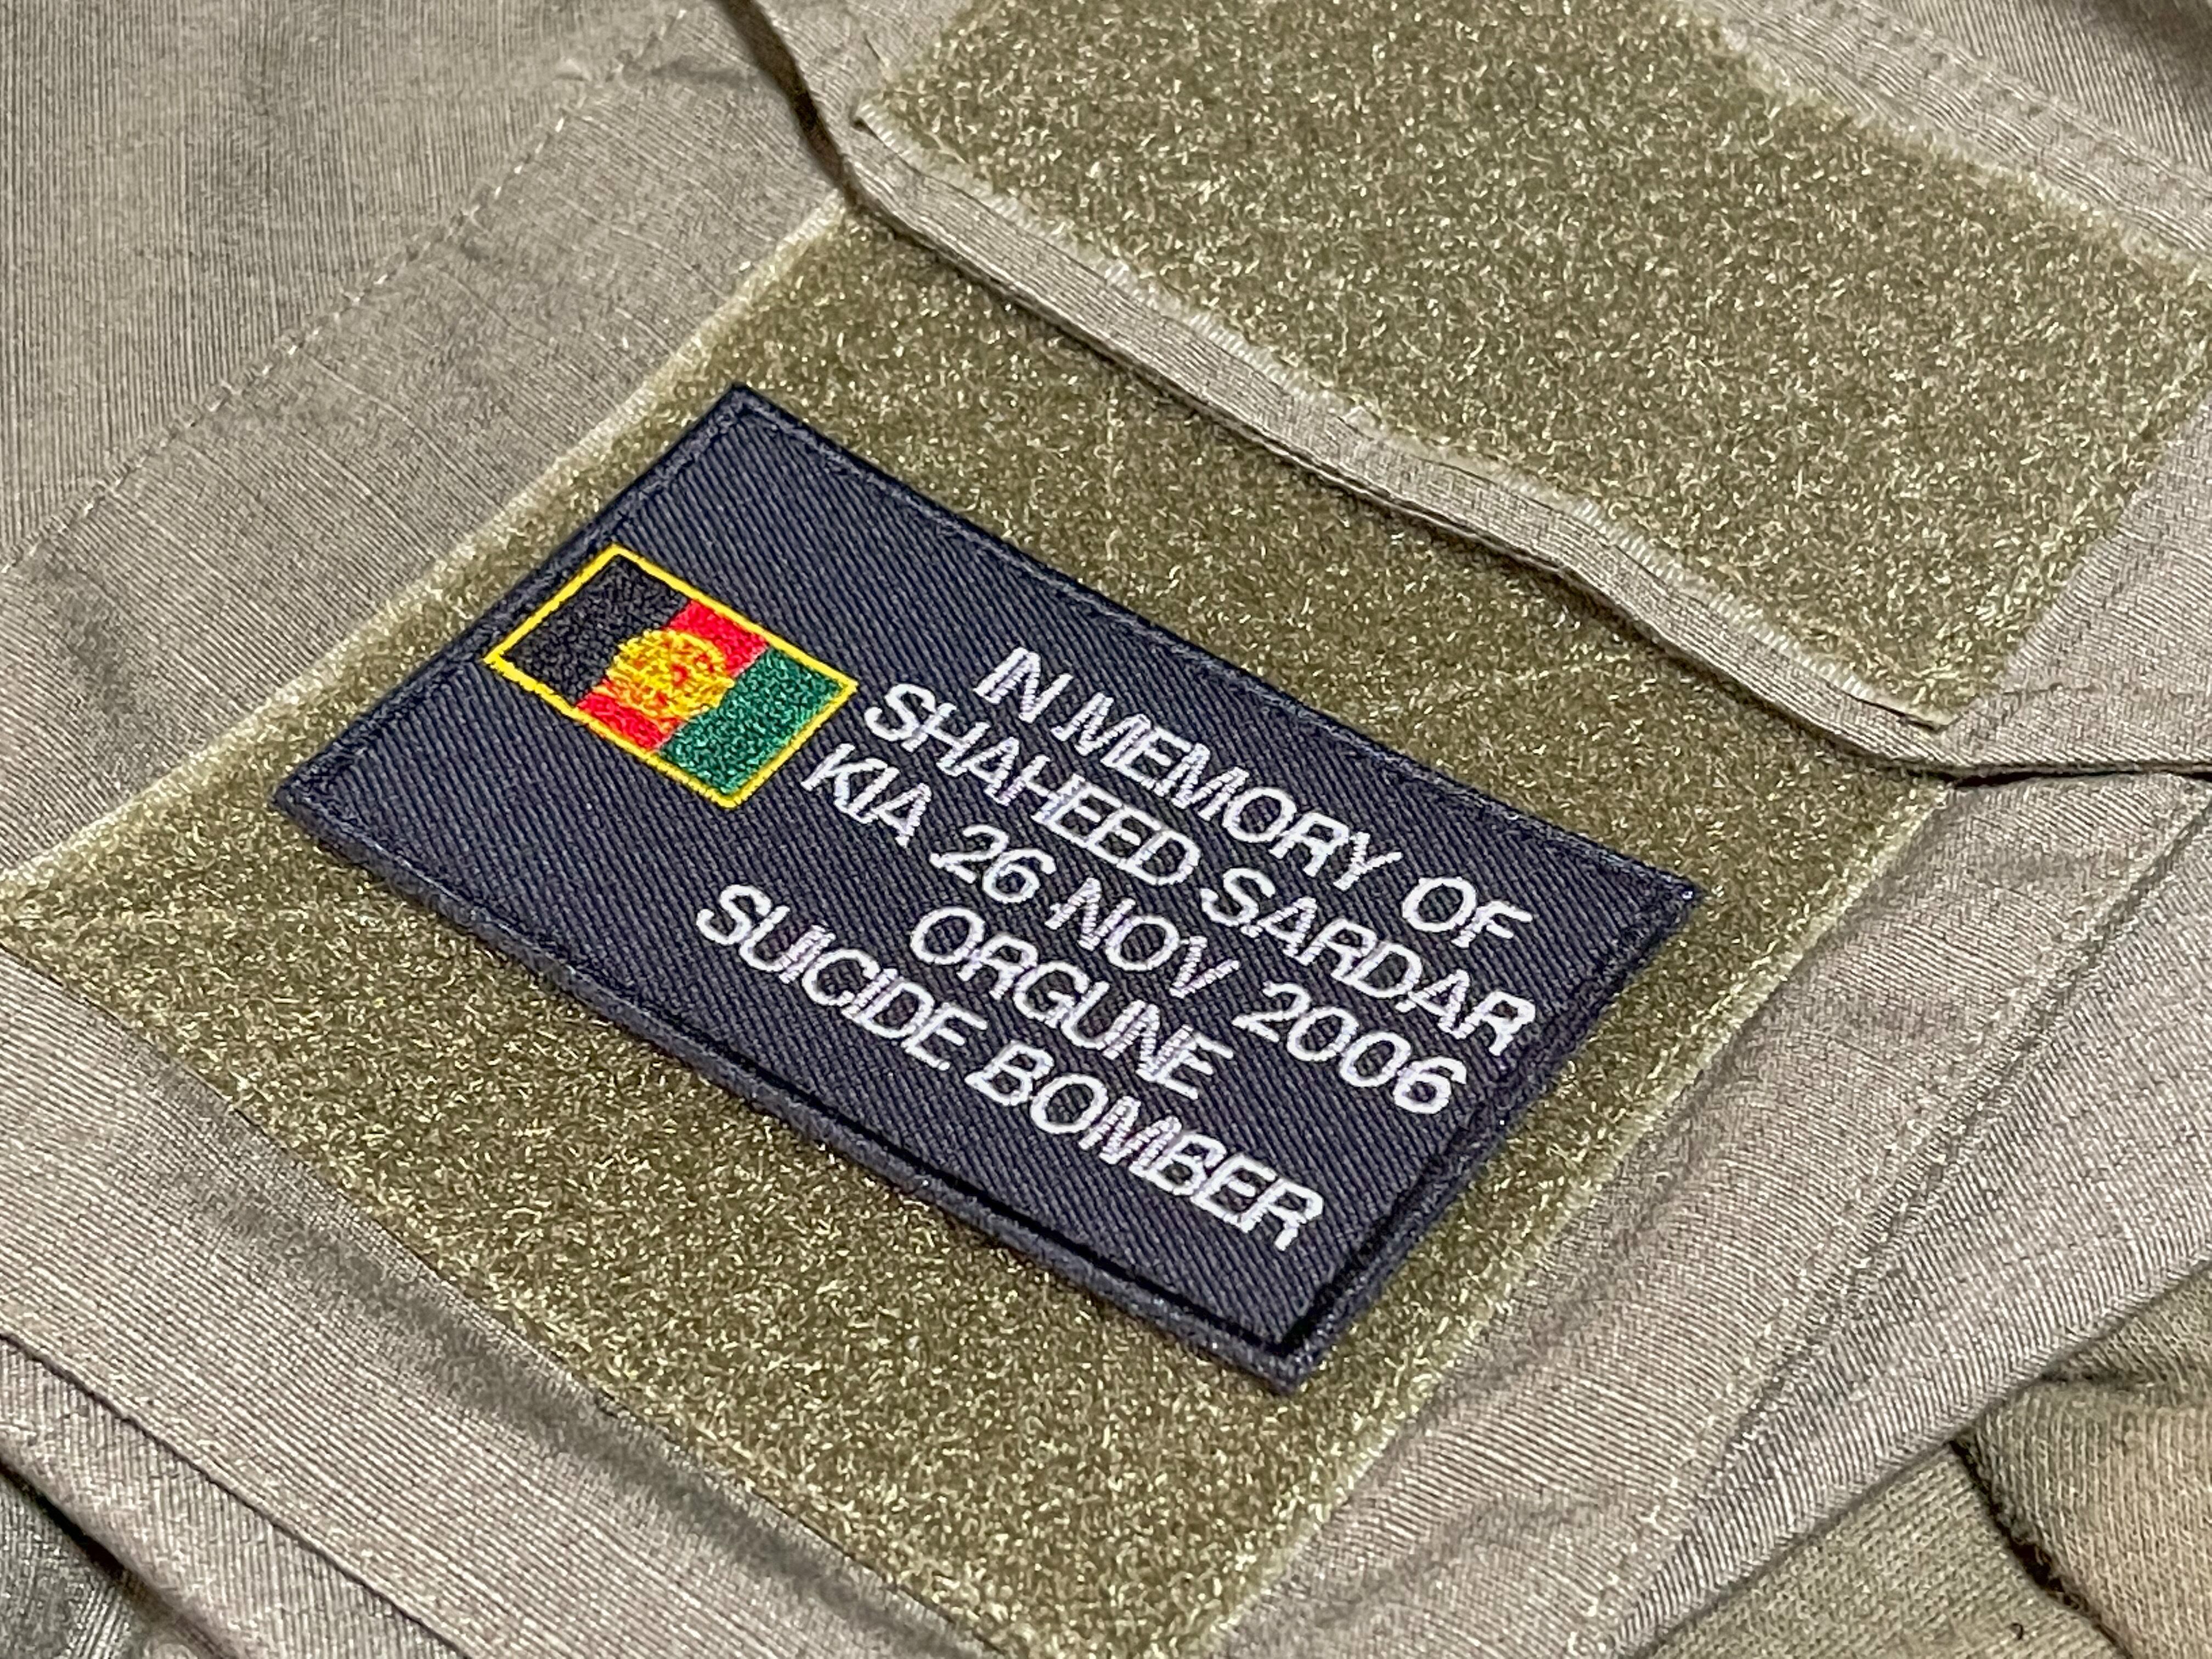 IN MEMORY OF
SHAHEED SARDAR
KIA 26 NOV 2006
ORGUNE
SUICIDE BOMBER